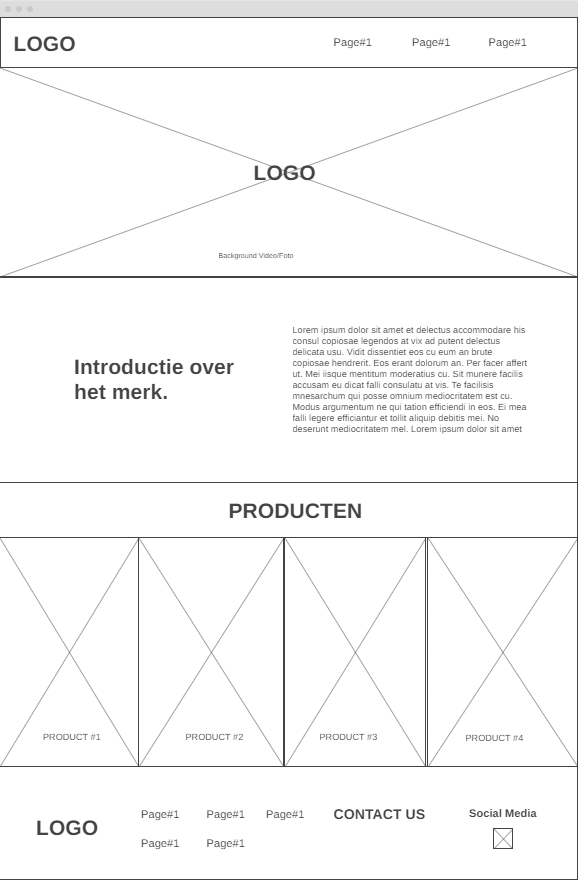 LOGO
Page#1 Page#1 Page#1
LOGO
Background Video/Foto
Introductie over
het merk.
Lorem ipsum dolor sit amet et delectus accommodare his
consul copiosae legendos at vix ad putent delectus
delicata usu. Vidit dissentiet eos cu eum an brute
copiosae hendrerit. Eos erant dolorum an. Per facer affert
ut. Mei iisque mentitum moderatius cu. Sit munere facilis
accusam eu dicat falli consulatu at vis. Te facilisis
mnesarchum qui posse omnium mediocritatem est cu.
Modus argumentum ne qui tation efficiendi in eos. Ei mea
falli legere efficiantur et tollit aliquip debitis mei. No
deserunt mediocritatem mel. Lorem ipsum dolor sit amet
PRODUCTEN
PRODUCT #1 PRODUCT #2 PRODUCT #3 PRODUCT #4
LOGO
Page#1 Page#1 Page#1
Page#1 Page#1
CONTACT US
Social Media